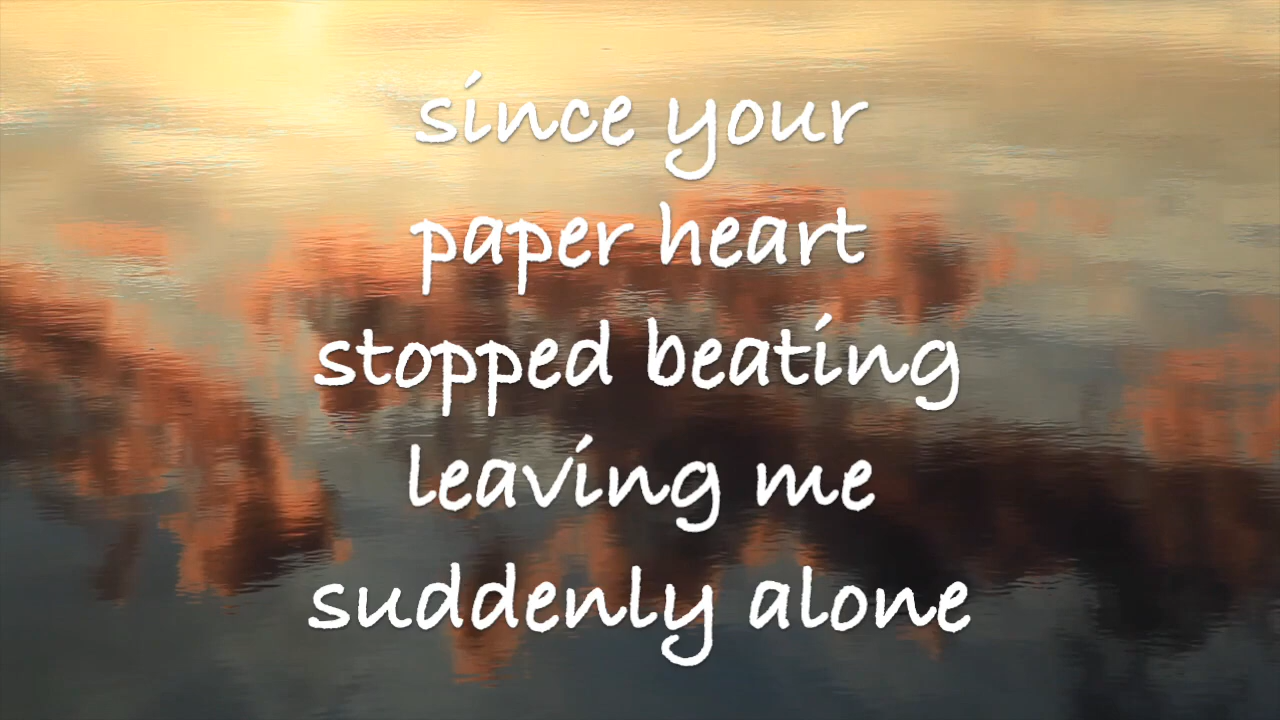 since your
paper heart
stopped beating
leaving me
suddenly alone